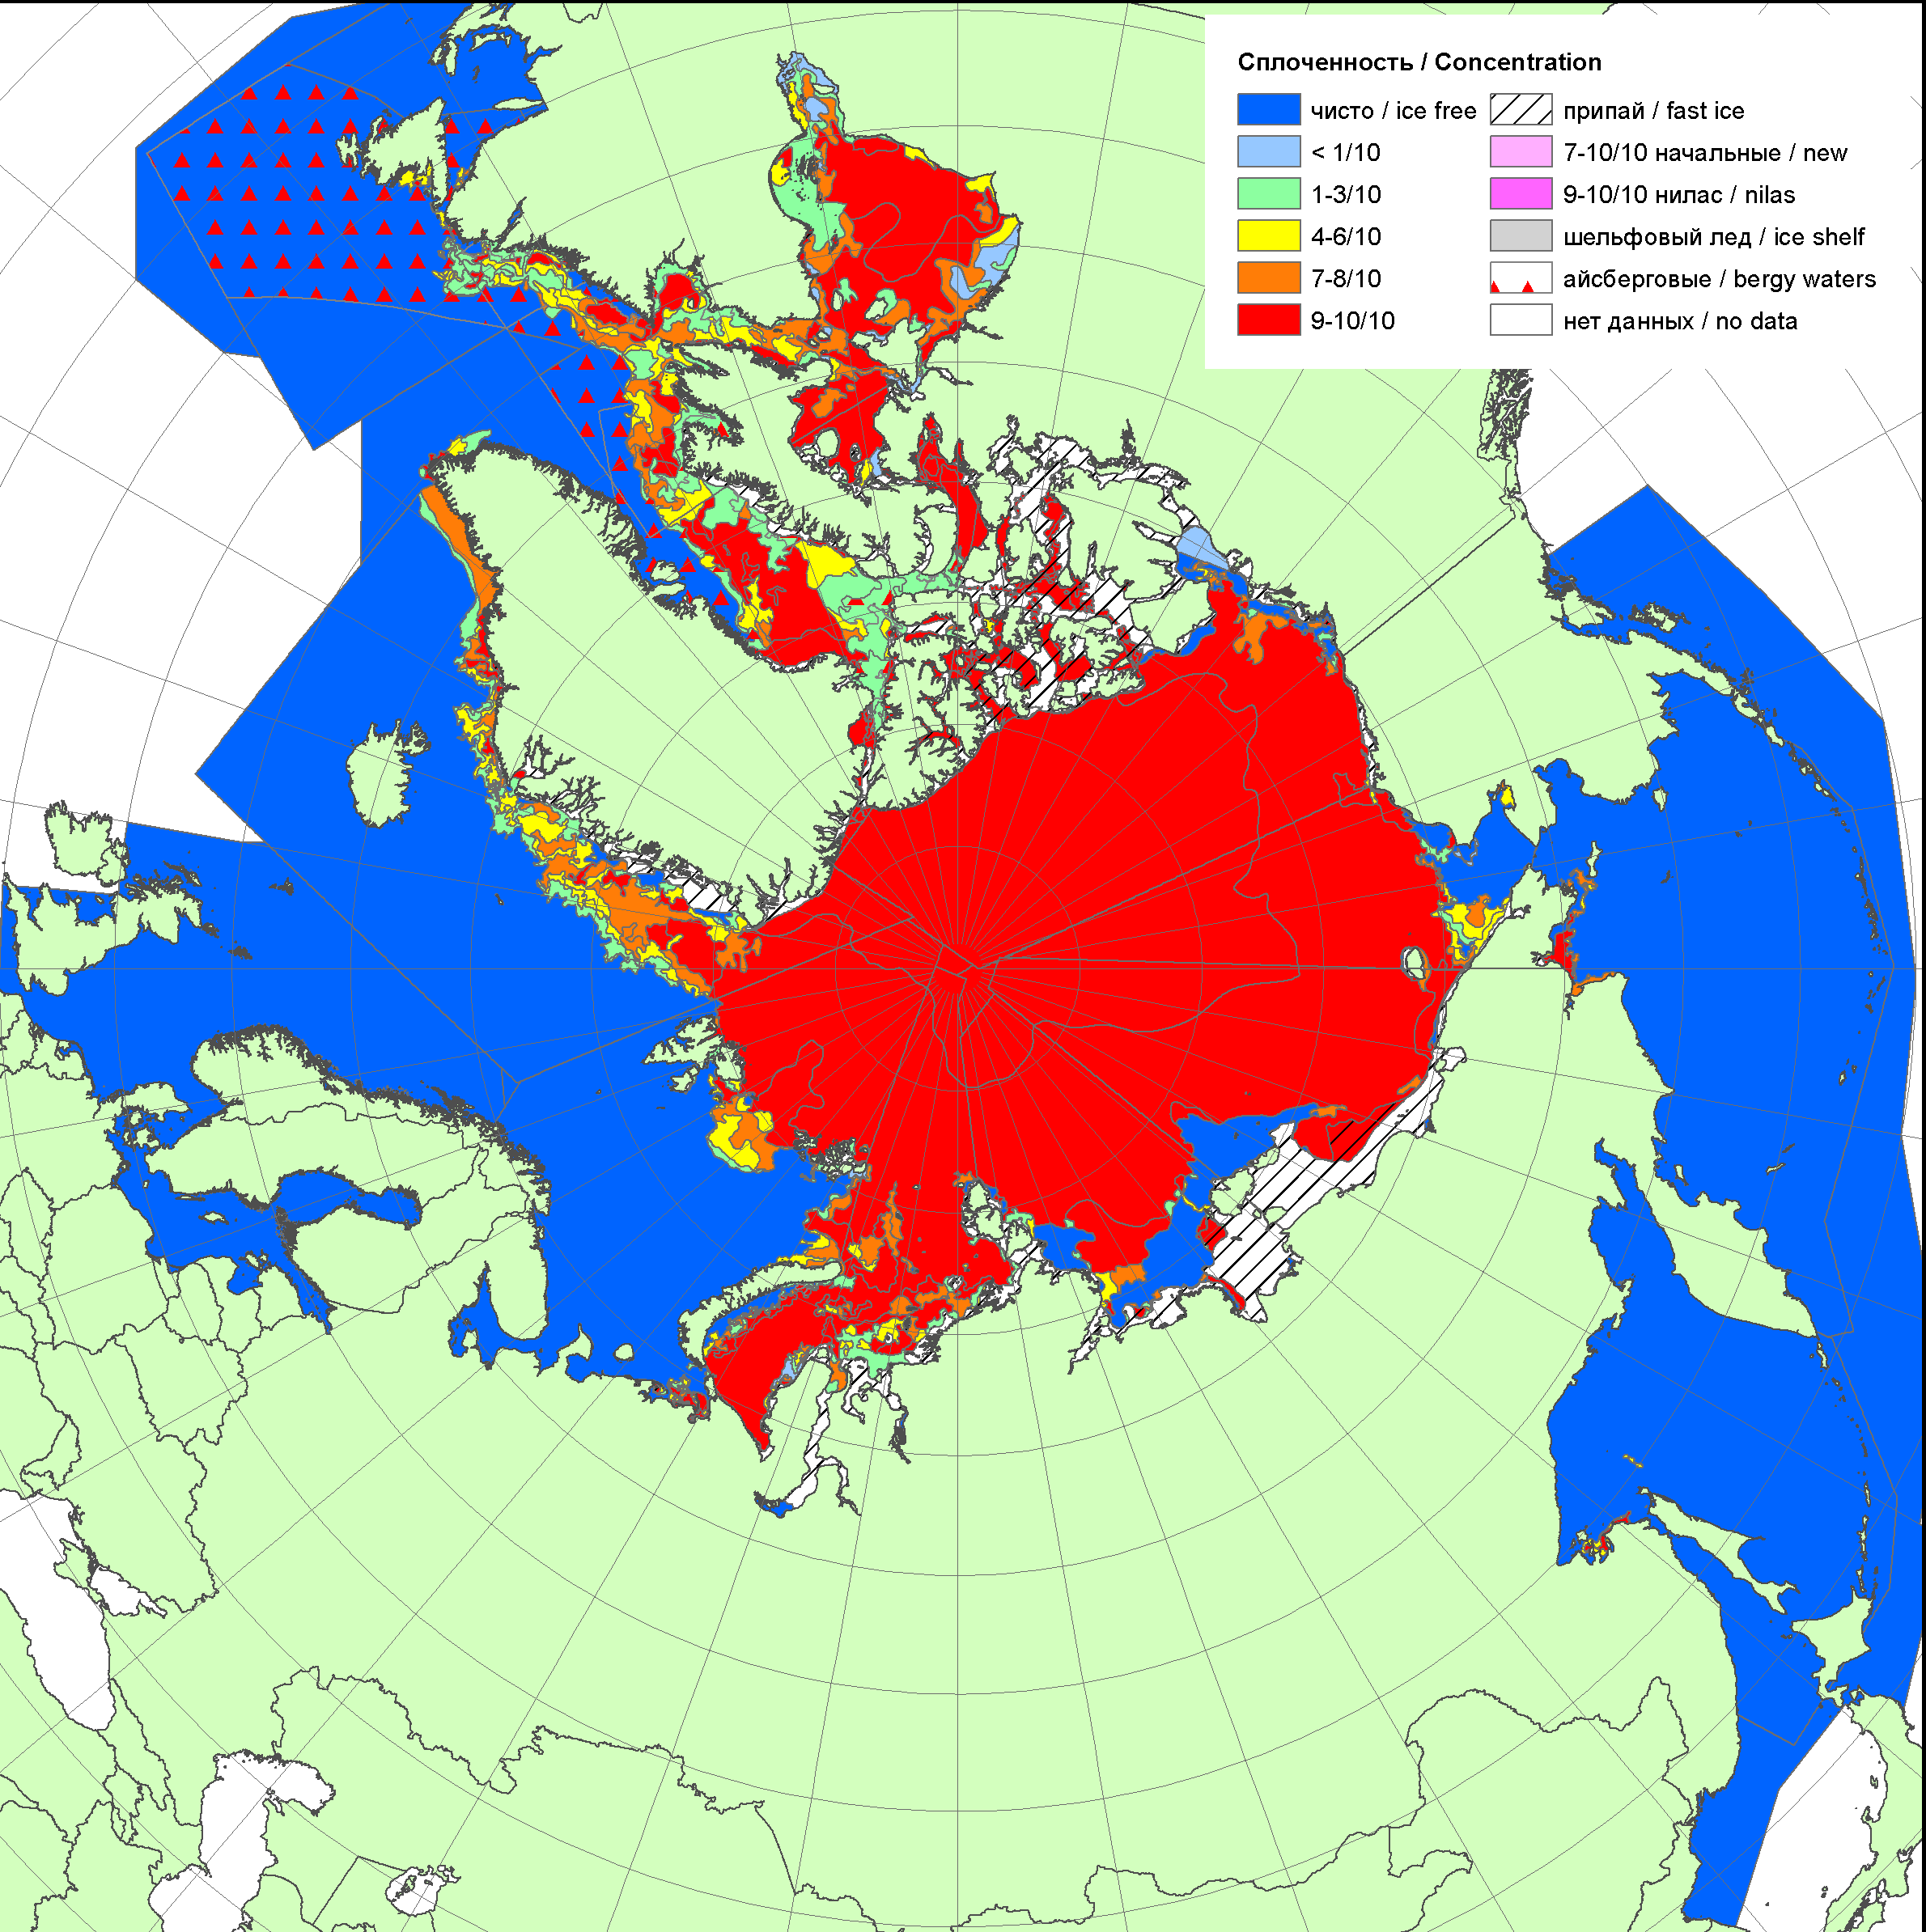 Сплоченность / Concentration
чисто / ice free
< 1/10
1-3/10
4-6/10
7-8/10
9-10/10
припай / fast ice
7-10/10 начальные / new
9-10/10 нилас / nilas
шельфовый лед / ice shelf
айсберговые / bergy waters
нет данных / no data